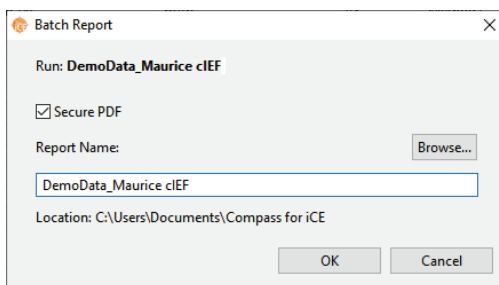 iCE
Batch Report
Run: DemoData_Maurice cIEF
Secure PDF
Report Name:
Browse...
DemoData_Maurice cIEF
Location: C:\Users\Documents\Compass for iCE
OK Cancel